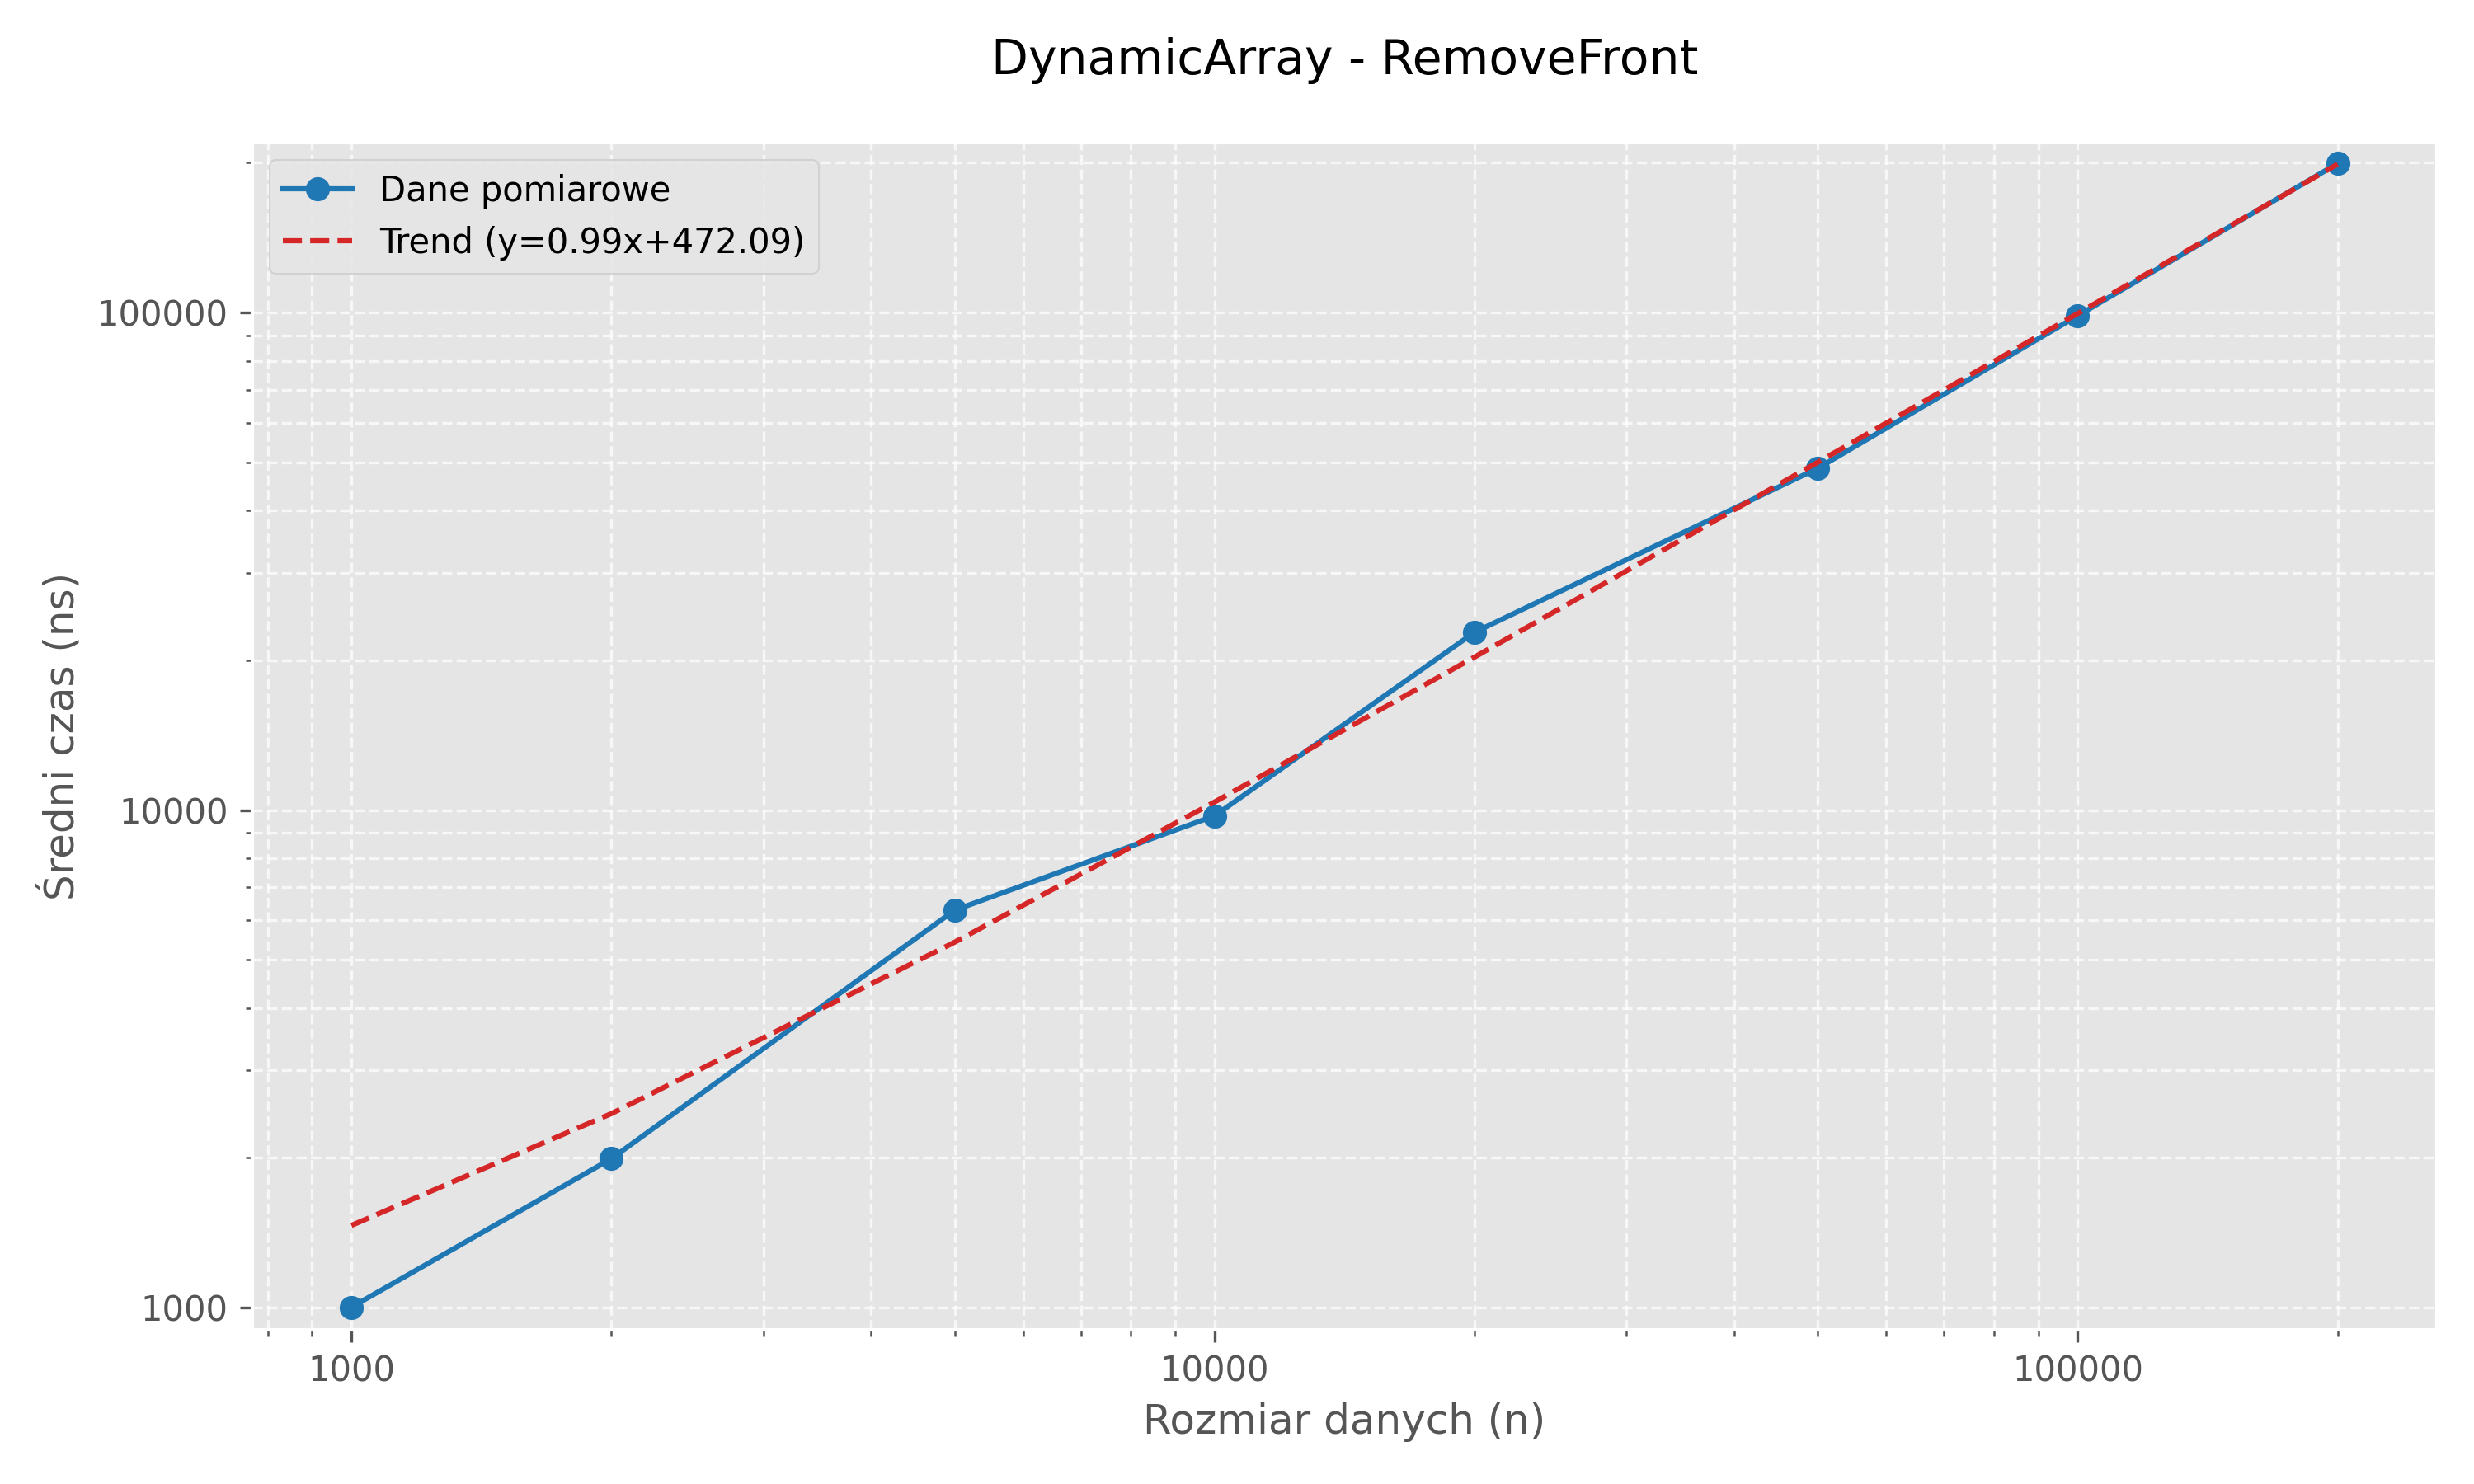 DynamicArray - RemoveFront
Dane pomiarowe
Trend (y=0.99x+472.09)
100000
10000
1000
Średni czas (ns)
1000
10000
100000
Rozmiar danych (n)